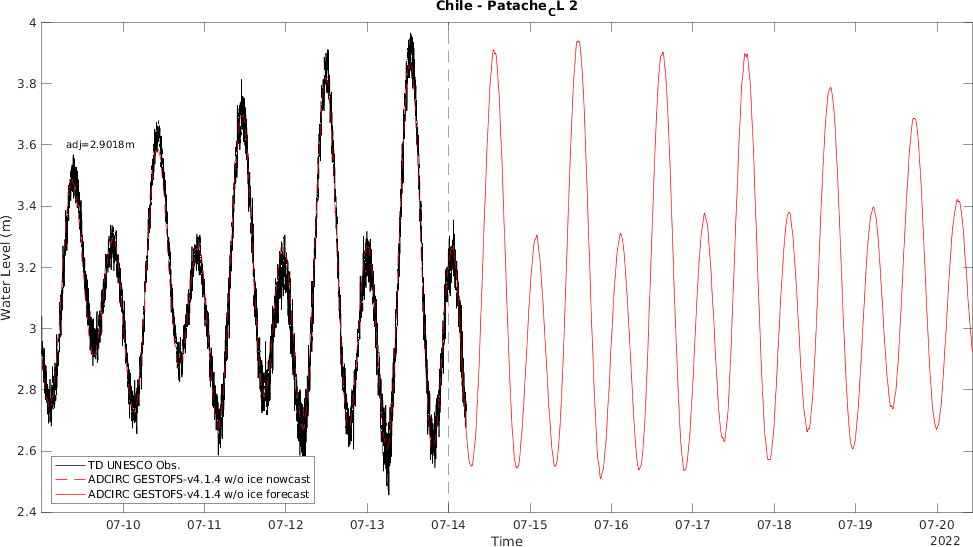 Chile - Patache_CL 2
4
3.8
3.6
3.4
3.2
3
2.8
2.6
2.4
Water Level (m)
adj=2.9018m
TD UNESCO Obs.
ADCIRC GESTOFS-v4.1.4 w/o ice nowcast
ADCIRC GESTOFS-v4.1.4 w/o ice forecast
07-10 07-11 07-12 07-13 07-14 07-15 07-16 07-17 07-18 07-19 07-20
Time
2022